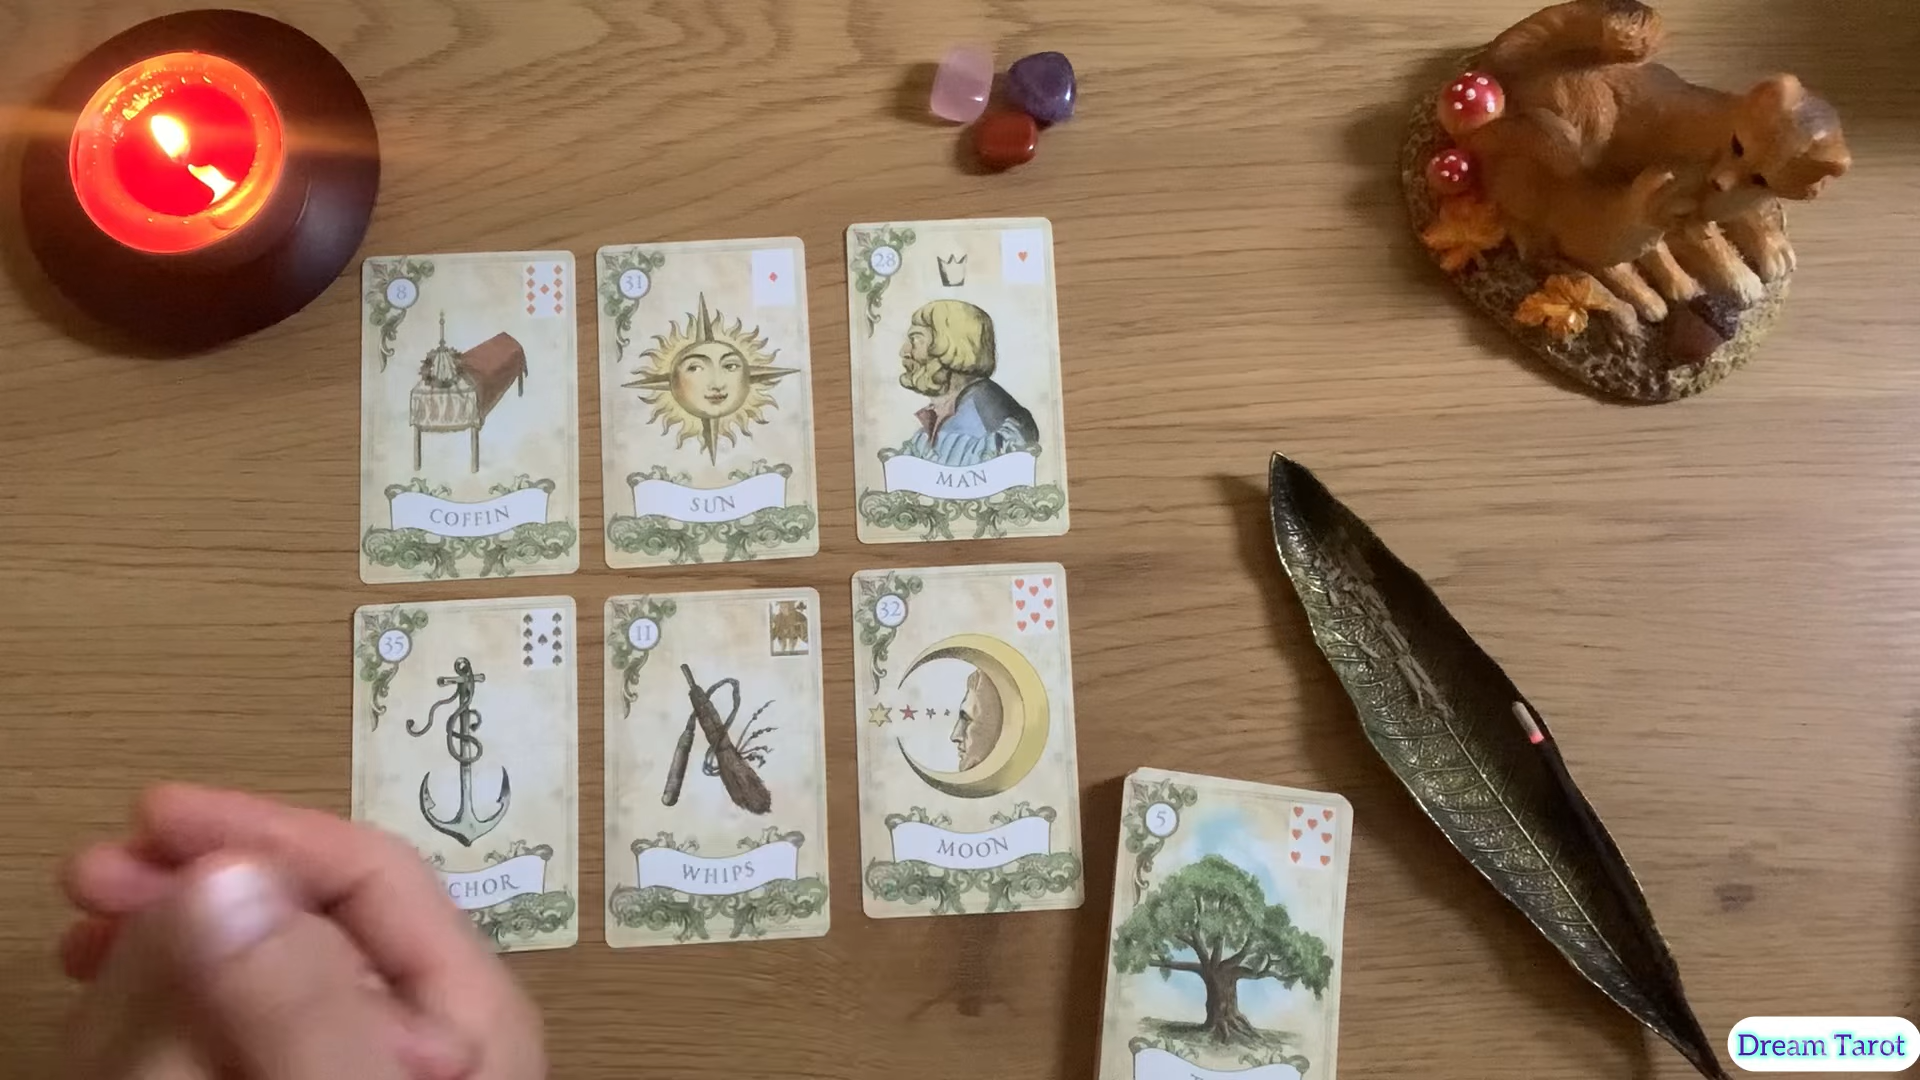 8
COFFIN
31
SUN
28
MAN
35
CHOR
11
WHIPS
32
MOON
5
Dream Tarot